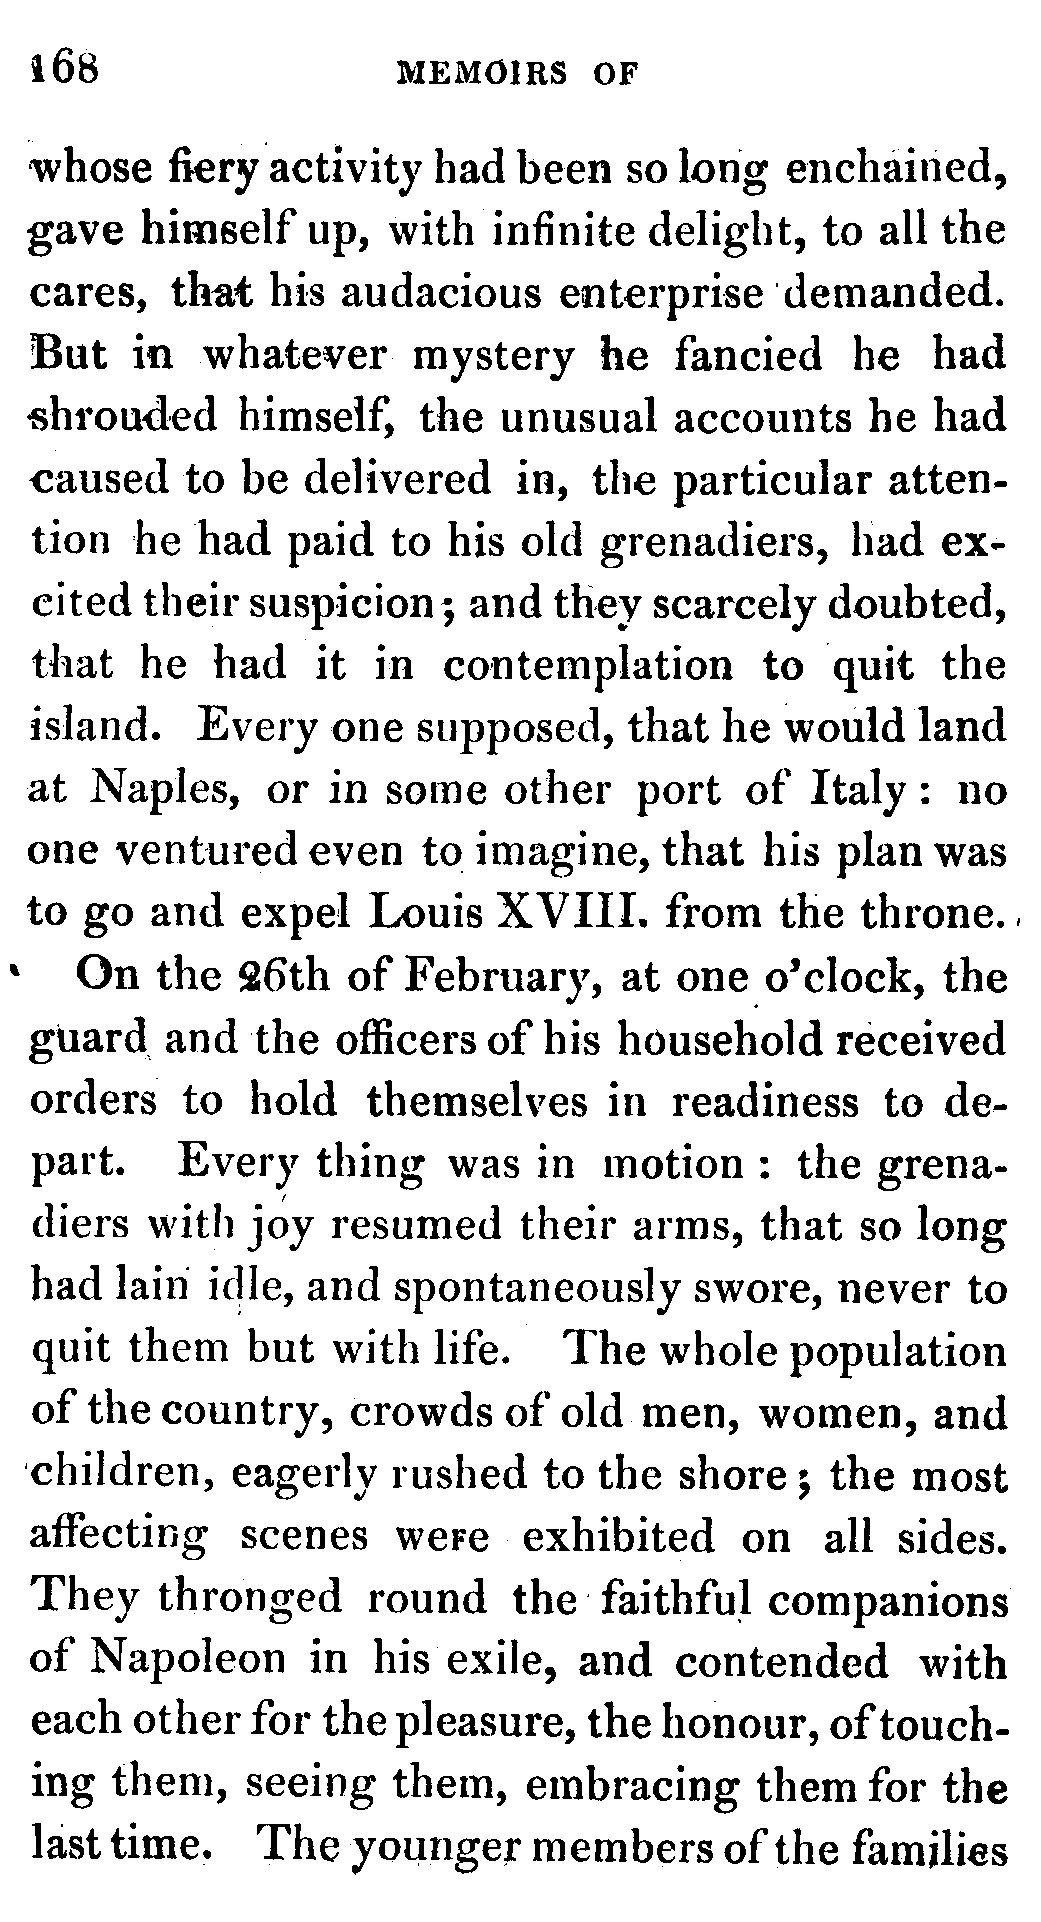 168 MEMOIRS OF
whose fiery activity had been so long enchained,
gave himself up, with infinite delight, to all the
cares, that his audacious enterprise demanded.
But in whatever mystery he fancied he had
shrouded himself, the unusual accounts he had
caused to be delivered in, the particular atten-
tion he had paid to his old grenadiers, had ex-
cited their suspicion; and they scarcely doubted,
that he had it in contemplation to quit the
island. Every one supposed, that he would land
at Naples, or in some other port of Italy: no
one ventured even to imagine, that his plan was
to go and expel Louis XVIII. from the throne.
On the 26th of February, at one o'clock, the
guard and the officers of his household received
orders to hold themselves in readiness to de-
part. Every thing was in motion: the grena-
diers with joy resumed their arms, that so long
had lain idle, and spontaneously swore, never to
quit them but with life. The whole population
of the country, crowds of old men, women, and
children, eagerly rushed to the shore; the most
affecting scenes were exhibited on all sides.
They thronged round the faithful companions
of Napoleon in his exile, and contended with
each other for the pleasure, the honour, of touch-
ing them, seeing them, embracing them for the
last time. The younger members of the families